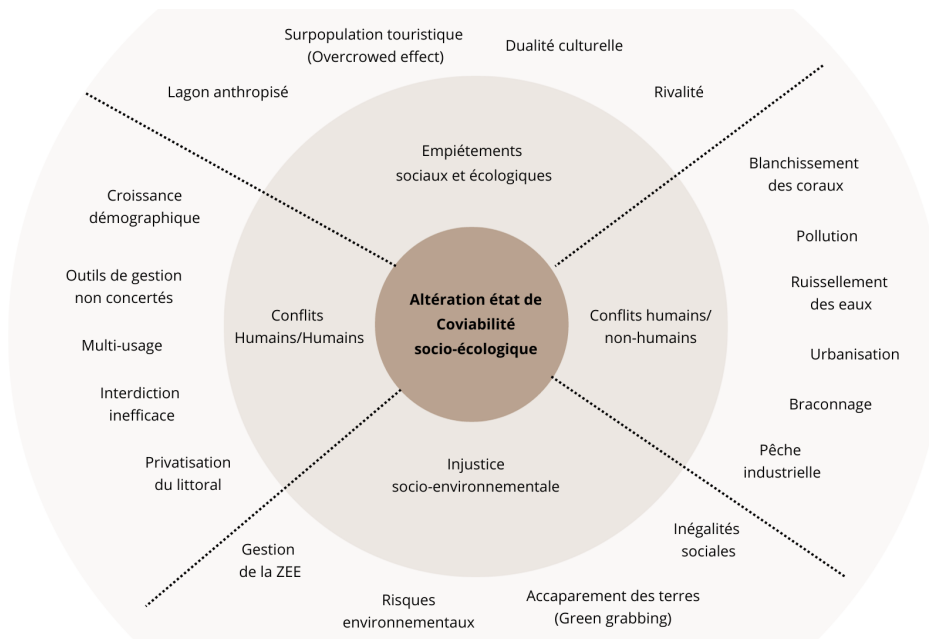 Surpopulation touristique
(Overcrowed effect)
Dualité culturelle
Lagon anthropisé
Rivalité
Empiétements
sociaux et écologiques
Blanchissement
des coraux
Croissance
démographique
Pollution
Outils de gestion
non concertés
Ruissellement
des eaux
Altération état de
Coviabilité
socio-écologique
Conflits
Humains/Humains
Conflits humains/
non-humains
Multi-usage
Urbanisation
Interdiction
inefficace
Braconnage
Privatisation
du littoral
Pêche
industrielle
Injustice
socio-environnementale
Inégalités
sociales
Gestion
de la ZEE
Risques
environnementaux
Accaparement des terres
(Green grabbing)